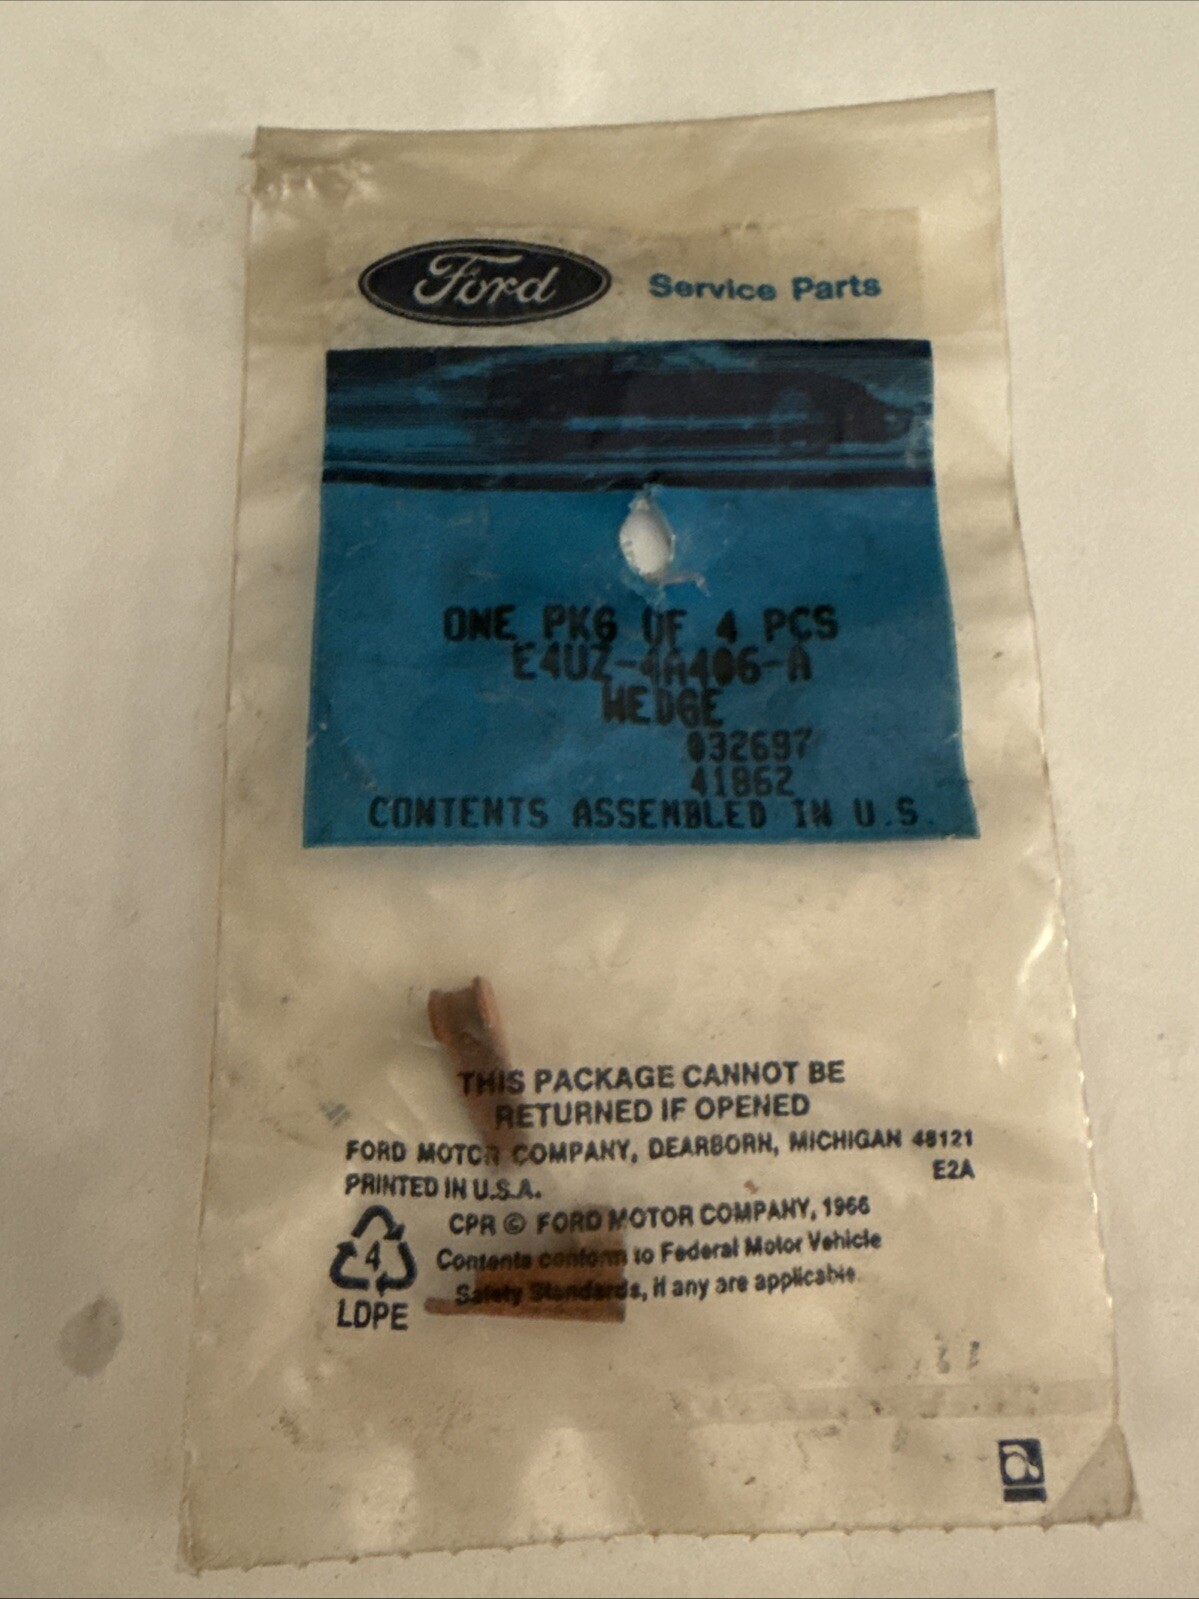 Ford Service Parts
ONE PKG OF 4 PCS
E4UZ-4A406-A
WEDGE
032697
41862
CONTENTS ASSEMBLED IN U.S.
THIS PACKAGE CANNOT BE
RETURNED IF OPENED
FORD MOTOR COMPANY, DEARBORN, MICHIGAN 48121
PRINTED IN U.S.A. E2A
CPR © FORD MOTOR COMPANY, 1966
Contents conform to Federal Motor Vehicle
Safety Standards, if any are applicable.
4
LDPE